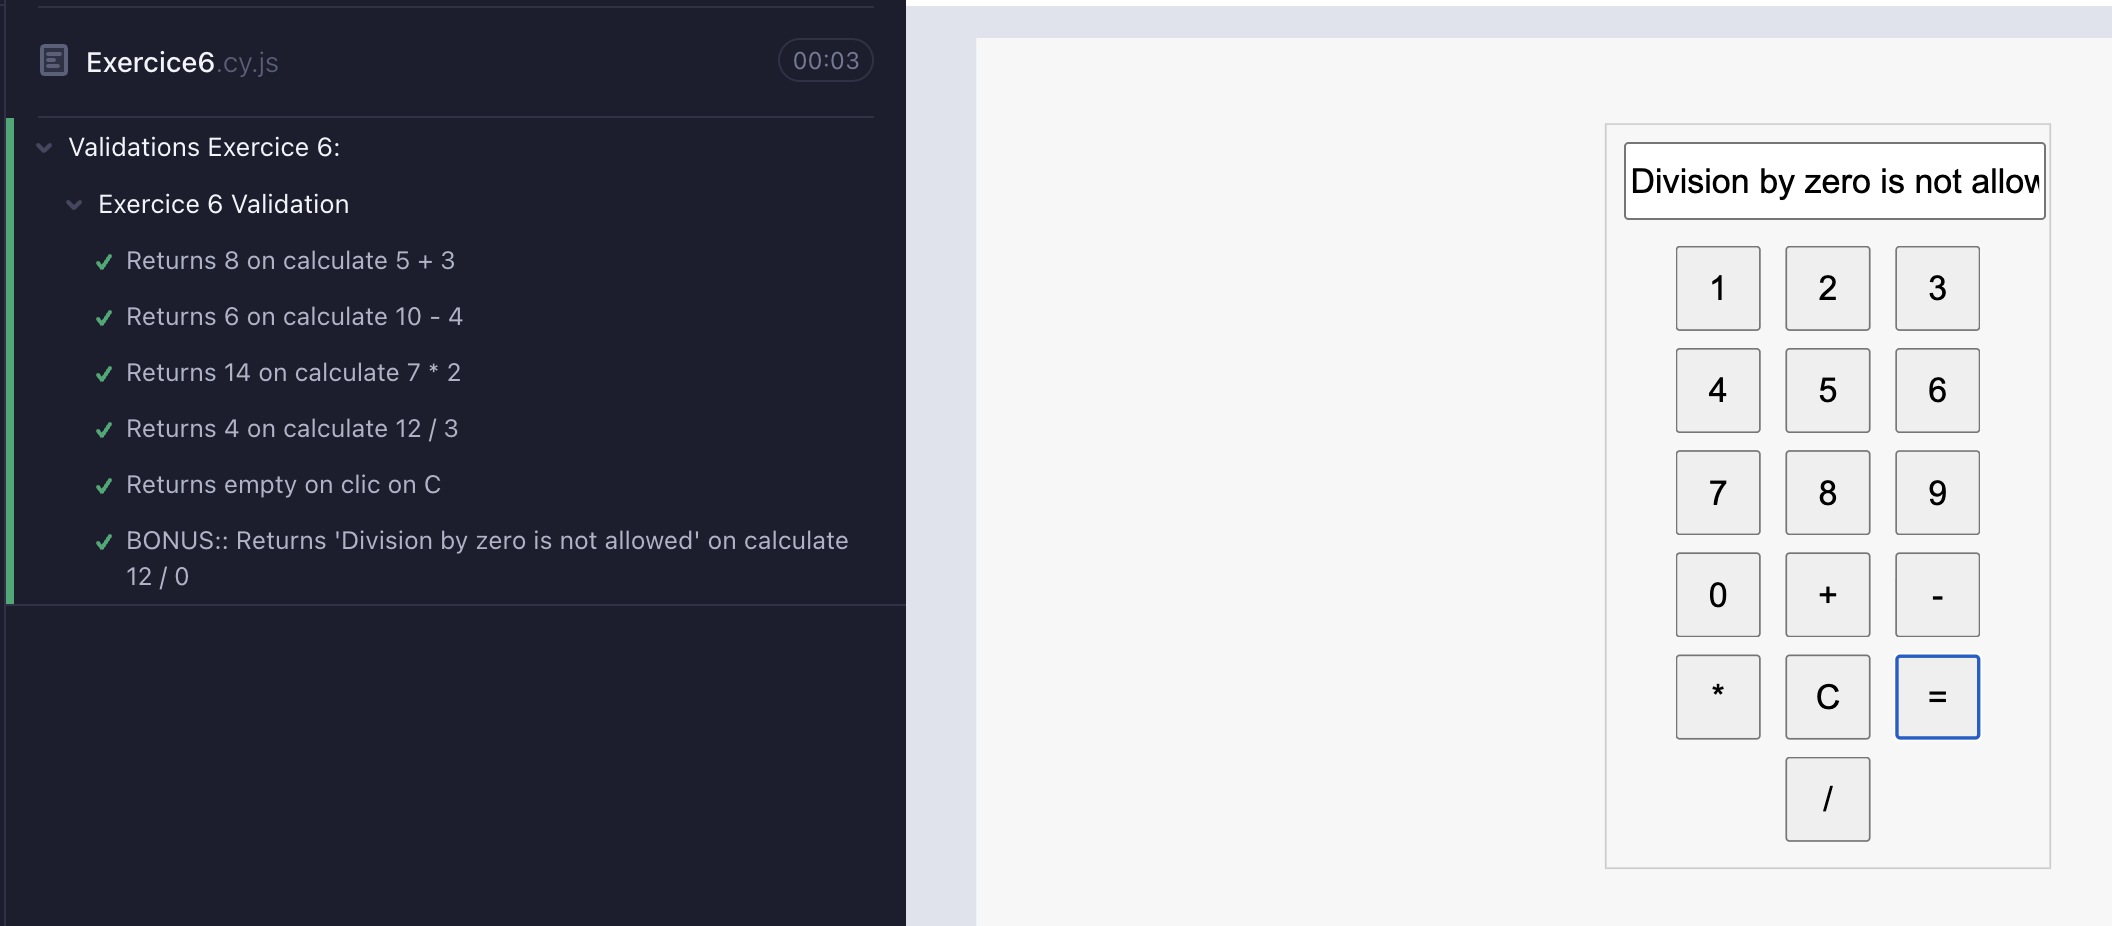 Exercice6.cy.js
00:03
Validations Exercice 6:
Exercice 6 Validation
Returns 8 on calculate 5 + 3
Returns 6 on calculate 10 - 4
Returns 14 on calculate 7 * 2
Returns 4 on calculate 12 / 3
Returns empty on clic on C
BONUS:: Returns 'Division by zero is not allowed' on calculate
12 / 0
Division by zero is not allow
1 2 3
4 5 6
7 8 9
0 + -
* C =
/